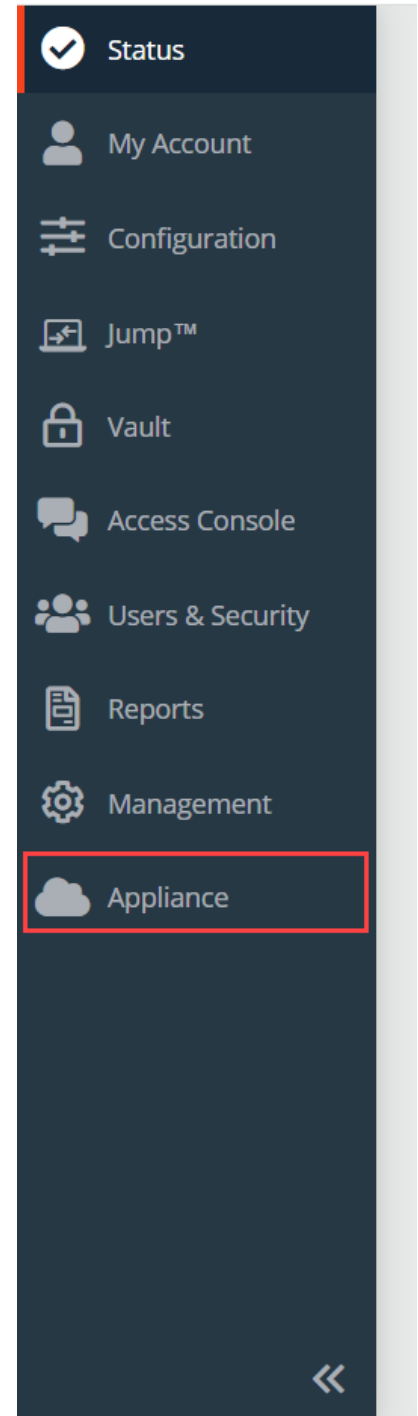 Status
My Account
Configuration
Jump™
Vault
Access Console
Users & Security
Reports
Management
Appliance